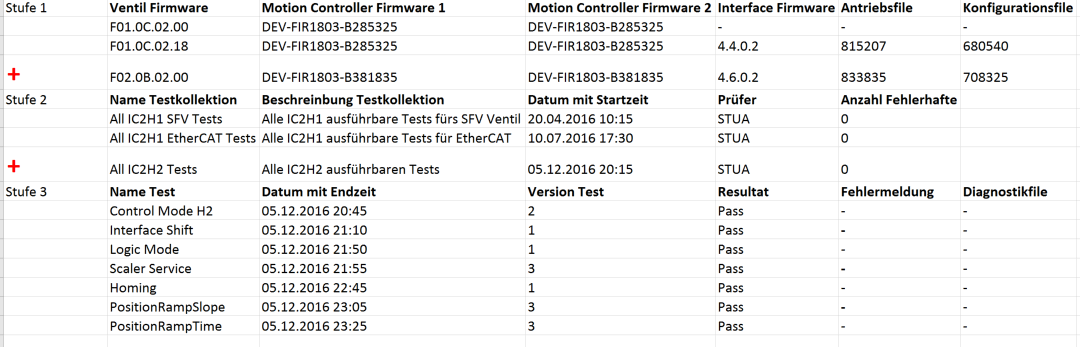 Stufe 1 Ventil Firmware Motion Controller Firmware 1 Motion Controller Firmware 2 Interface Firmware Antriebsfile Konfigurationsfile
F01.0C.02.00 DEV-FIR1803-B285325 DEV-FIR1803-B285325 - - -
F01.0C.02.18 DEV-FIR1803-B285325 DEV-FIR1803-B285325 4.4.0.2 815207 680540
+ F02.0B.02.00 DEV-FIR1803-B381835 DEV-FIR1803-B381835 4.6.0.2 833835 708325
Stufe 2 Name Testkollektion Beschreinbung Testkollektion Datum mit Startzeit Prüfer Anzahl Fehlerhafte
All IC2H1 SFV Tests Alle IC2H1 ausführbare Tests fürs SFV Ventil 20.04.2016 10:15 STUA 0
All IC2H1 EtherCAT Tests Alle IC2H1 ausführbare Tests für EtherCAT 10.07.2016 17:30 STUA 0
+ All IC2H2 Tests Alle IC2H2 ausführbaren Tests 05.12.2016 20:15 STUA 0
Stufe 3 Name Test Datum mit Endzeit Version Test Resultat Fehlermeldung Diagnostikfile
Control Mode H2 05.12.2016 20:45 2 Pass - -
Interface Shift 05.12.2016 21:10 1 Pass - -
Logic Mode 05.12.2016 21:50 1 Pass - -
Scaler Service 05.12.2016 21:55 3 Pass - -
Homing 05.12.2016 22:45 1 Pass - -
PositionRampSlope 05.12.2016 23:05 3 Pass - -
PositionRampTime 05.12.2016 23:25 3 Pass - -